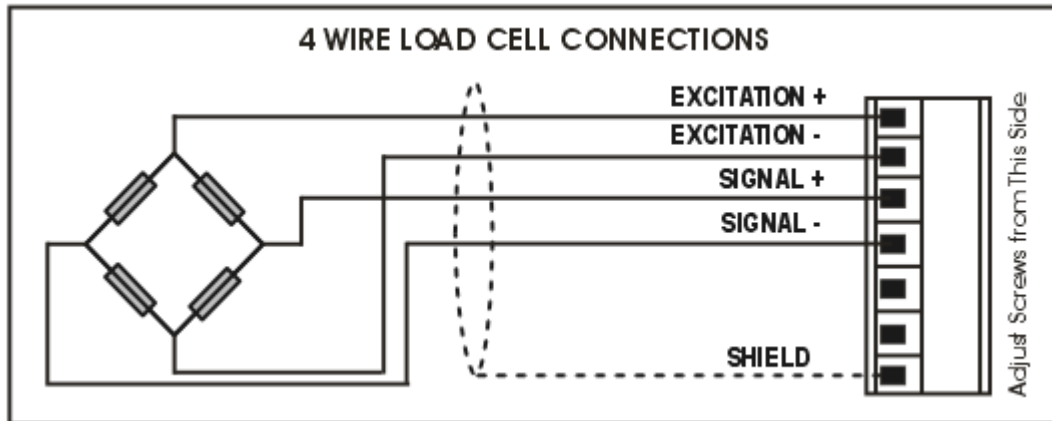 4 WIRE LOAD CELL CONNECTIONS
EXCITATION +
EXCITATION -
SIGNAL +
SIGNAL -
SHIELD
Adjust Screws from This Side